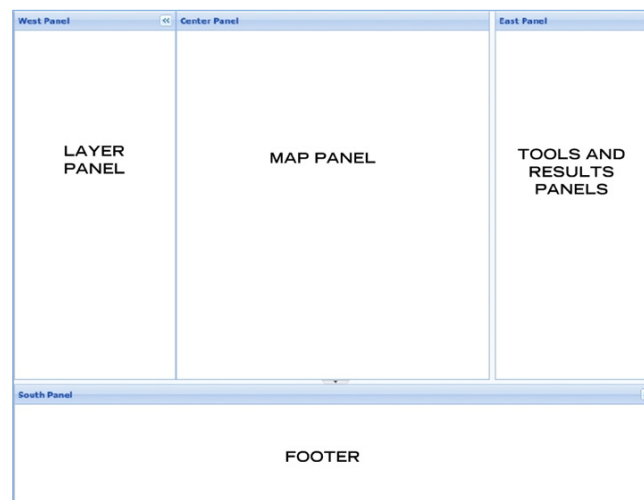 West Panel
Center Panel
East Panel
LAYER
PANEL
MAP PANEL
TOOLS AND
RESULTS
PANELS
South Panel
FOOTER